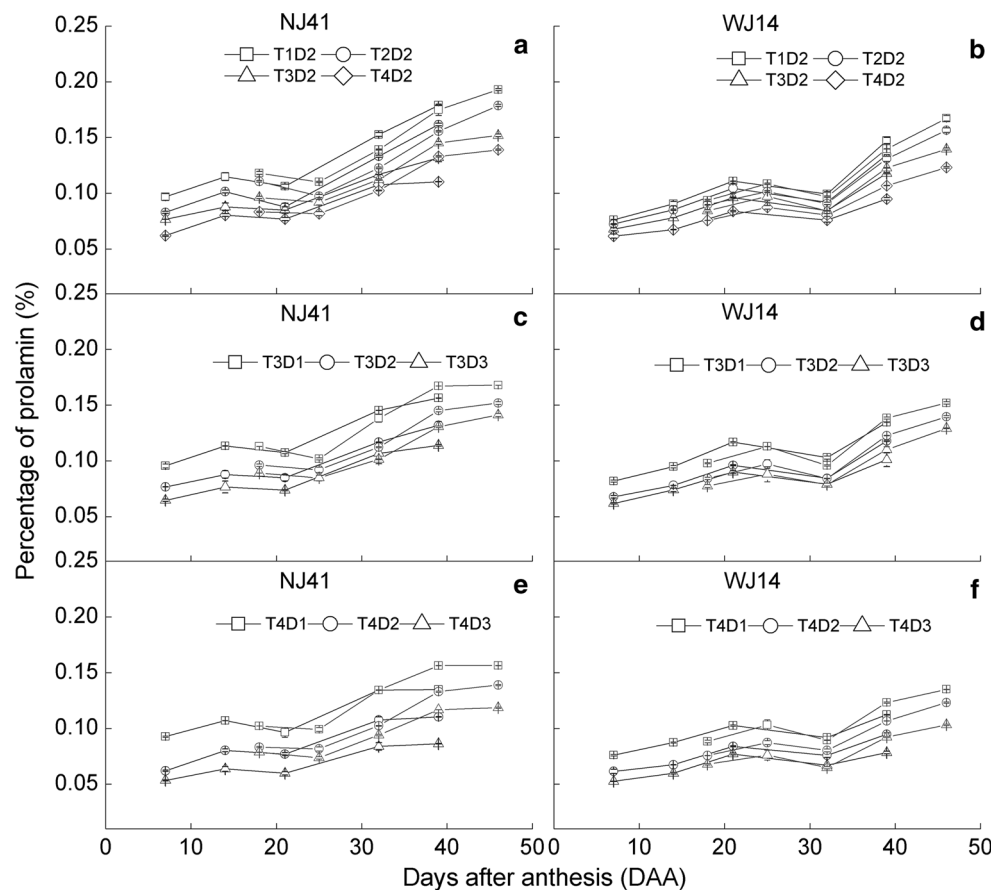 NJ41
WJ14
0.25
a
b
T1D2 T2D2
T3D2 T4D2
T1D2 T2D2
T3D2 T4D2
0.20
0.15
0.10
0.05
0.25
NJ41
WJ14
c
d
T3D1 T3D2 T3D3
T3D1 T3D2 T3D3
0.20
0.15
0.10
0.05
0.25
NJ41
WJ14
e
f
T4D1 T4D2 T4D3
T4D1 T4D2 T4D3
0.20
0.15
0.10
0.05
Percentage of prolamin (%)
0 10 20 30 40 50 0 10 20 30 40 50
Days after anthesis (DAA)